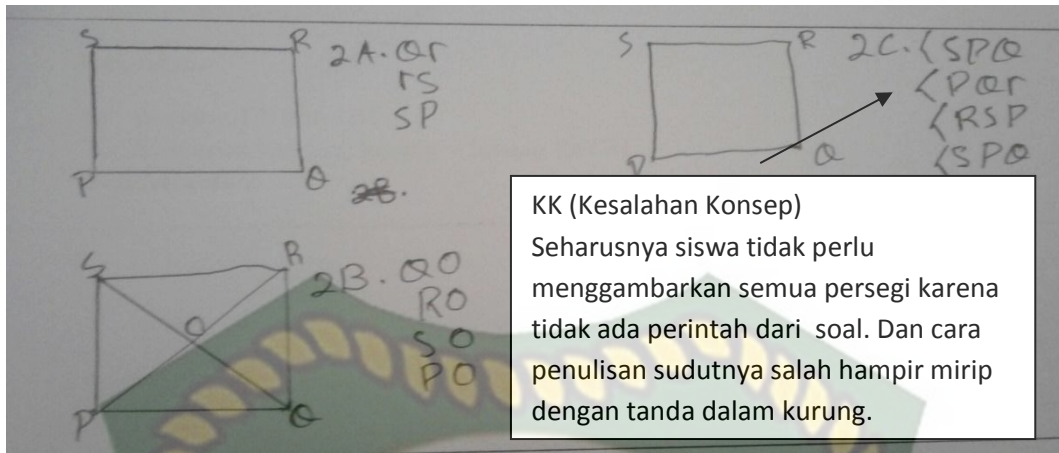 S R 2A. Qr
rS
SP
P Q 2B.
S R 2C. <SPQ
<PQr
<RSP
<SPQ
P Q
S R 2B. QO
RO
SO
PO
O
P Q
KK (Kesalahan Konsep)
Seharusnya siswa tidak perlu
menggambarkan semua persegi karena
tidak ada perintah dari soal. Dan cara
penulisan sudutnya salah hampir mirip
dengan tanda dalam kurung.